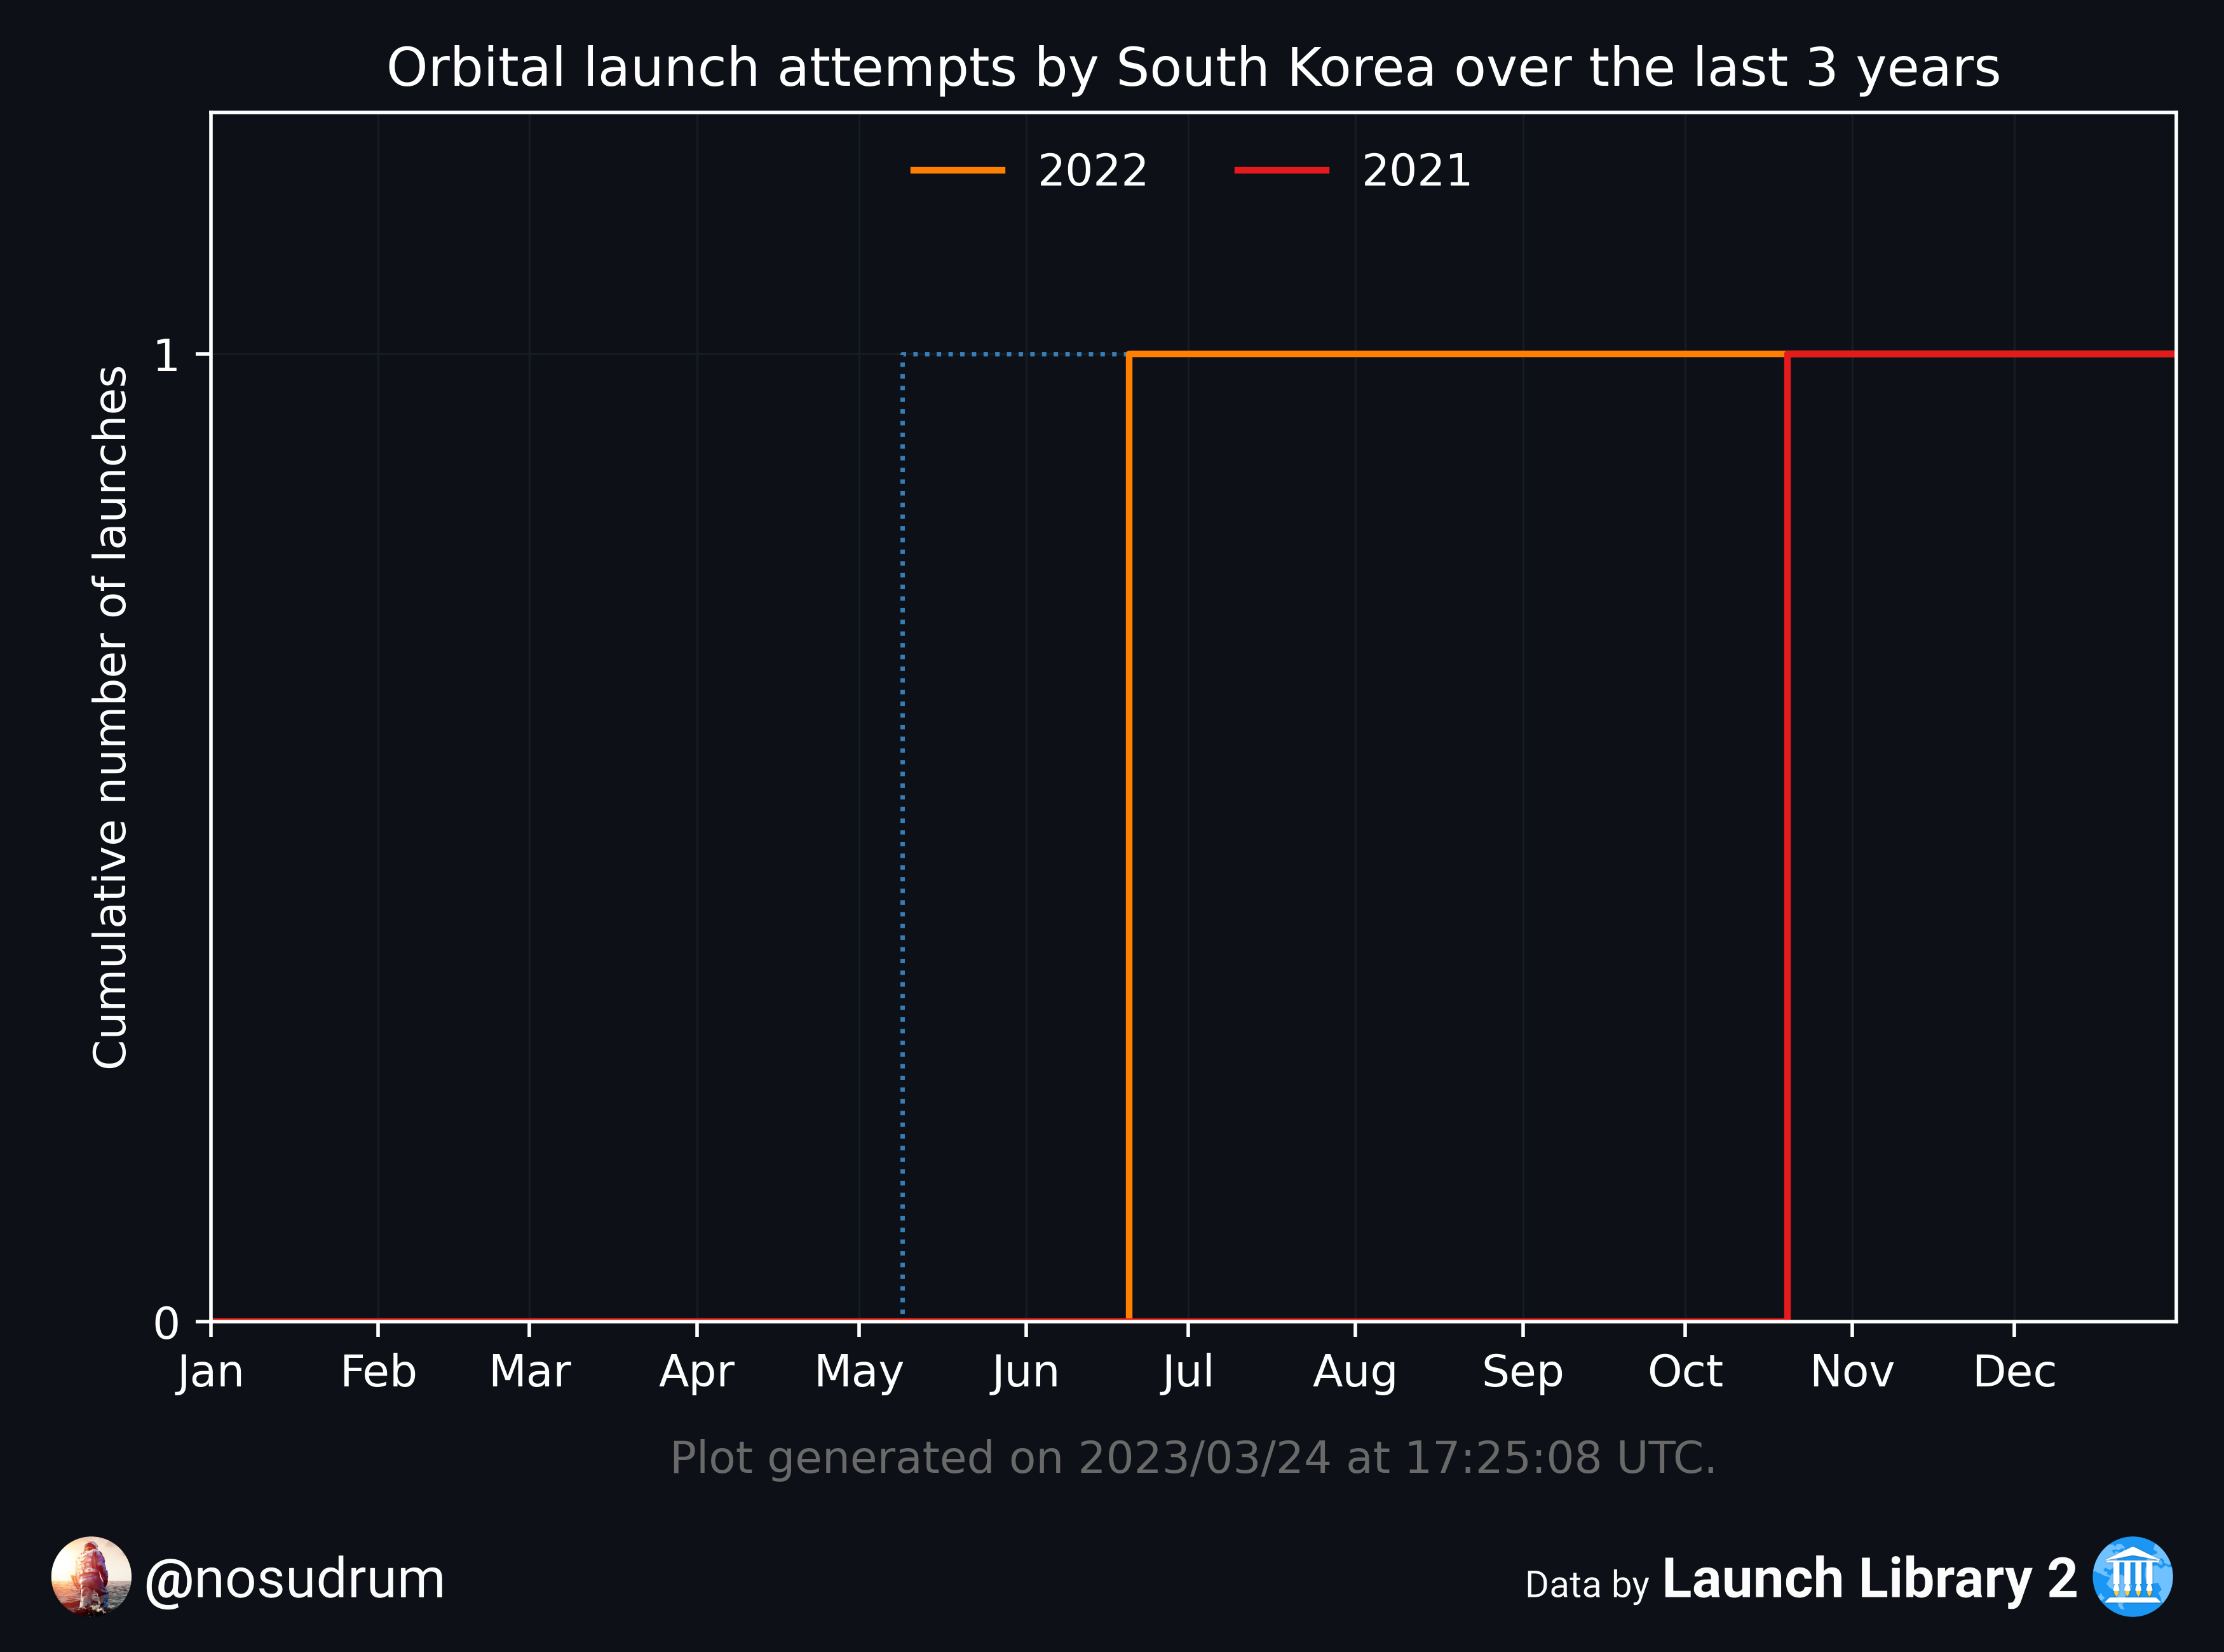 Orbital launch attempts by South Korea over the last 3 years
2022 2021
Cumulative number of launches
1
0
Jan Feb Mar Apr May Jun Jul Aug Sep Oct Nov Dec
Plot generated on 2023/03/24 at 17:25:08 UTC.
@nosudrum
Data by Launch Library 2